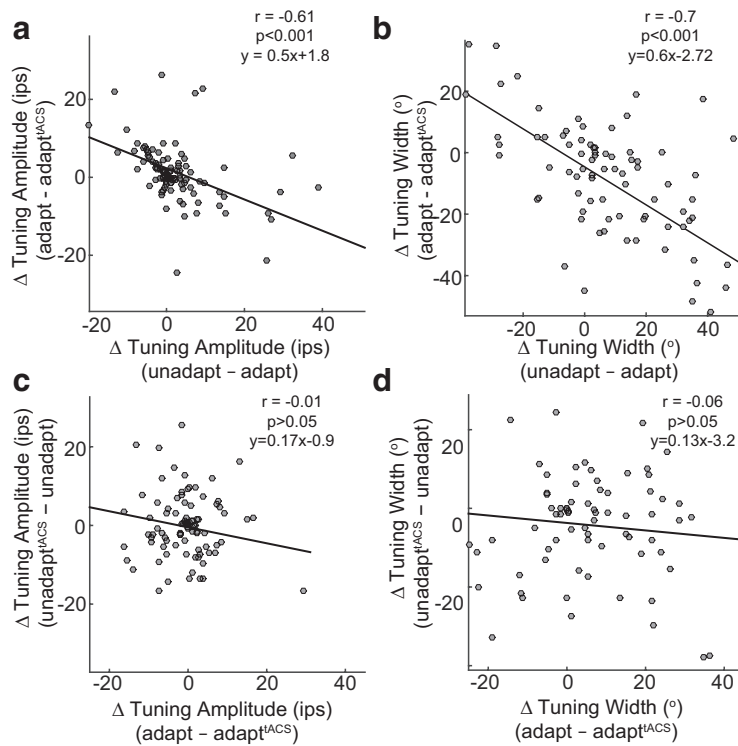 a
r = -0.61
p<0.001
y = 0.5x+1.8
Δ Tuning Amplitude (ips)
(adapt - adapt^tACS)
20
0
-20
-20 0 20 40
Δ Tuning Amplitude (ips)
(unadapt – adapt)
b
r = -0.7
p<0.001
y=0.6x-2.72
Δ Tuning Width (°)
(adapt - adapt^tACS)
20
0
-20
-40
-20 0 20 40
Δ Tuning Width (°)
(unadapt – adapt)
c
r = -0.01
p>0.05
y=0.17x-0.9
Δ Tuning Amplitude (ips)
(unadapt^tACS – unadapt)
20
0
-20
-20 0 20 40
Δ Tuning Amplitude (ips)
(adapt – adapt^tACS)
d
r = -0.06
p>0.05
y=0.13x-3.2
Δ Tuning Width (°)
(unadapt^tACS – unadapt)
20
0
-20
-20 0 20 40
Δ Tuning Width (°)
(adapt – adapt^tACS)